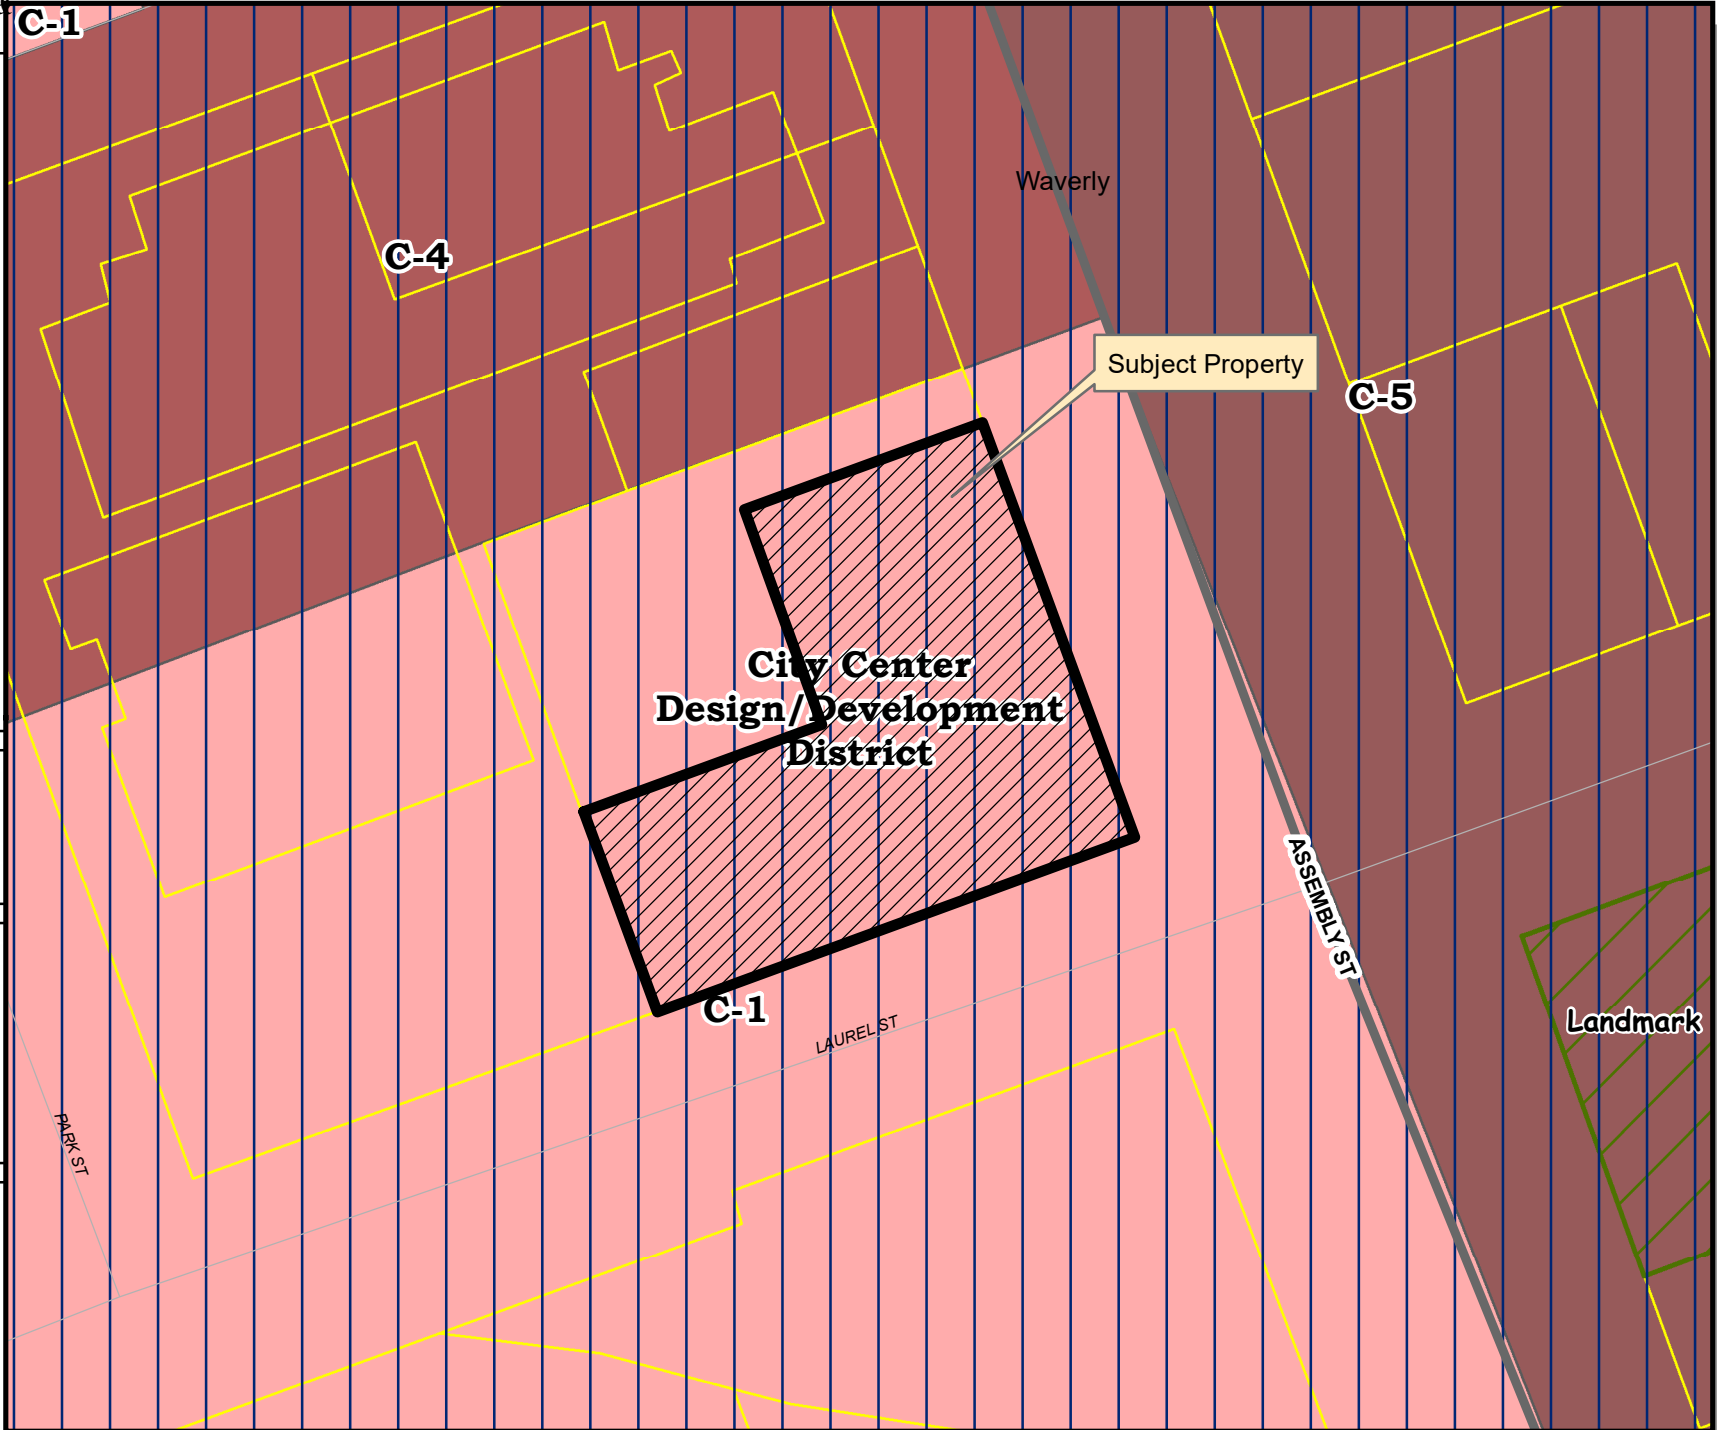 C-1
Waverly
C-4
Subject Property
C-5
City Center
Design/Development
District
ASSEMBLY ST
C-1
LAUREL ST
Landmark
PARK ST